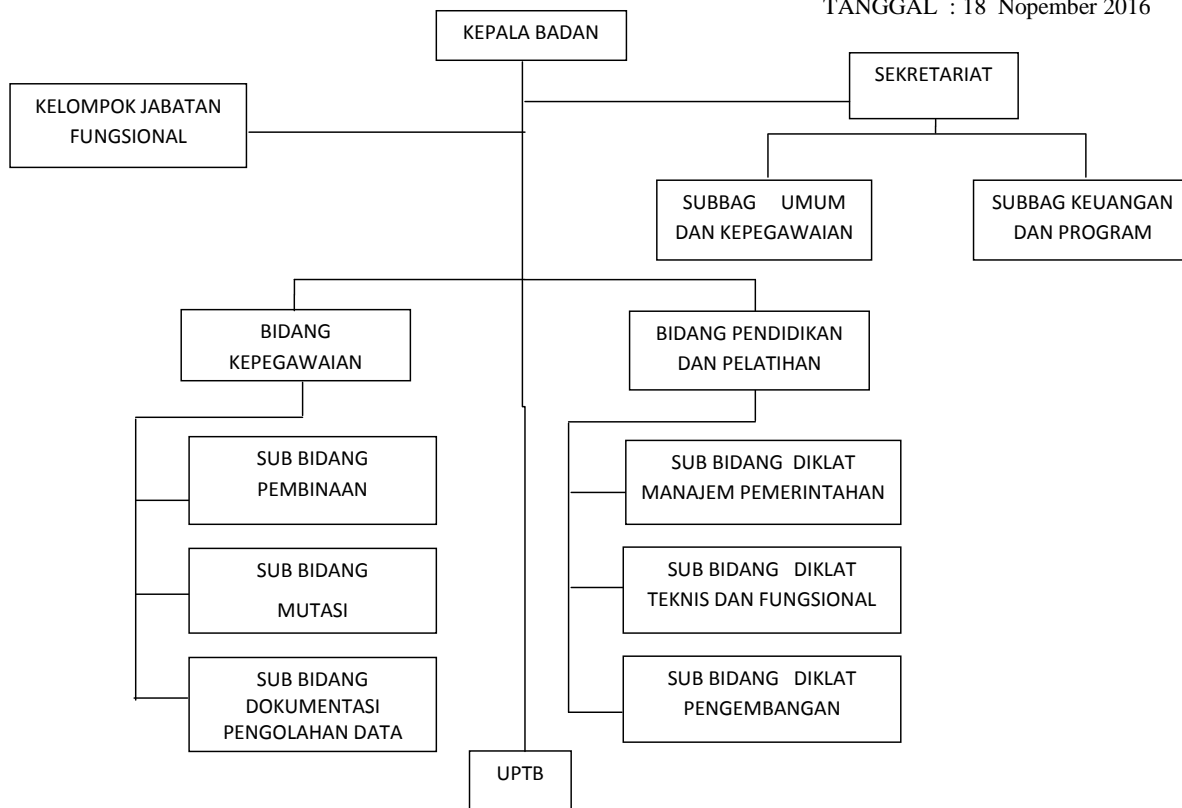 TANGGAL : 18 Nopember 2016
KEPALA BADAN
SEKRETARIAT
KELOMPOK JABATAN
FUNGSIONAL
SUBBAG UMUM
DAN KEPEGAWAIAN
SUBBAG KEUANGAN
DAN PROGRAM
BIDANG
KEPEGAWAIAN
BIDANG PENDIDIKAN
DAN PELATIHAN
SUB BIDANG
PEMBINAAN
SUB BIDANG
MUTASI
SUB BIDANG
DOKUMENTASI
PENGOLAHAN DATA
SUB BIDANG DIKLAT
MANAJEM PEMERINTAHAN
SUB BIDANG DIKLAT
TEKNIS DAN FUNGSIONAL
SUB BIDANG DIKLAT
PENGEMBANGAN
UPTB